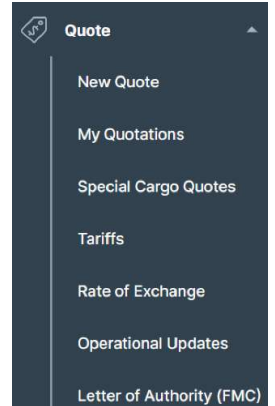 Quote
New Quote
My Quotations
Special Cargo Quotes
Tariffs
Rate of Exchange
Operational Updates
Letter of Authority (FMC)